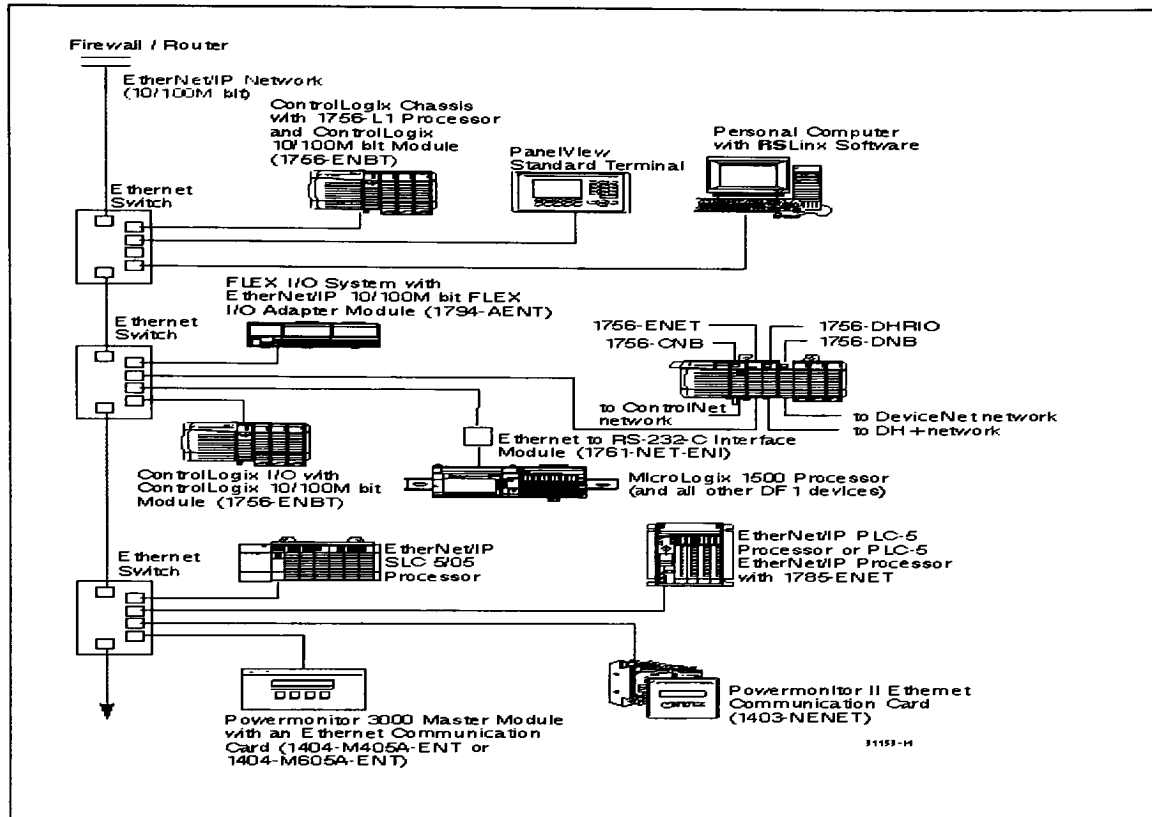 Firewall / Router
EtherNet/IP Network
(10/100M bit)
ControlLogix Chassis
with 1756-L1 Processor
and ControlLogix
10/100M bit Module
(1756-ENBT)
PanelView
Standard Terminal
Personal Computer
with RSLinx Software
Ethernet
Switch
FLEX I/O System with
EtherNet/IP 10/100M bit FLEX
I/O Adapter Module (1794-AENT)
Ethernet
Switch
1756-ENET
1756-CNB
1756-DHRIO
1756-DNB
to ControlNet
network
to DeviceNet network
to DH+ network
Ethernet to RS-232-C Interface
Module (1761-NET-ENI)
ControlLogix I/O with
ControlLogix 10/100M bit
Module (1756-ENBT)
MicroLogix 1500 Processor
(and all other DF1 devices)
Ethernet
Switch
EtherNet/IP
SLC 5/05
Processor
EtherNet/IP PLC-5
Processor or PLC-5
EtherNet/IP Processor
with 1785-ENET
Powermonitor 3000 Master Module
with an Ethernet Communication
Card (1404-M405A-ENT or
1404-M605A-ENT)
Powermonitor II Ethernet
Communication Card
(1403-NENET)
31153-M